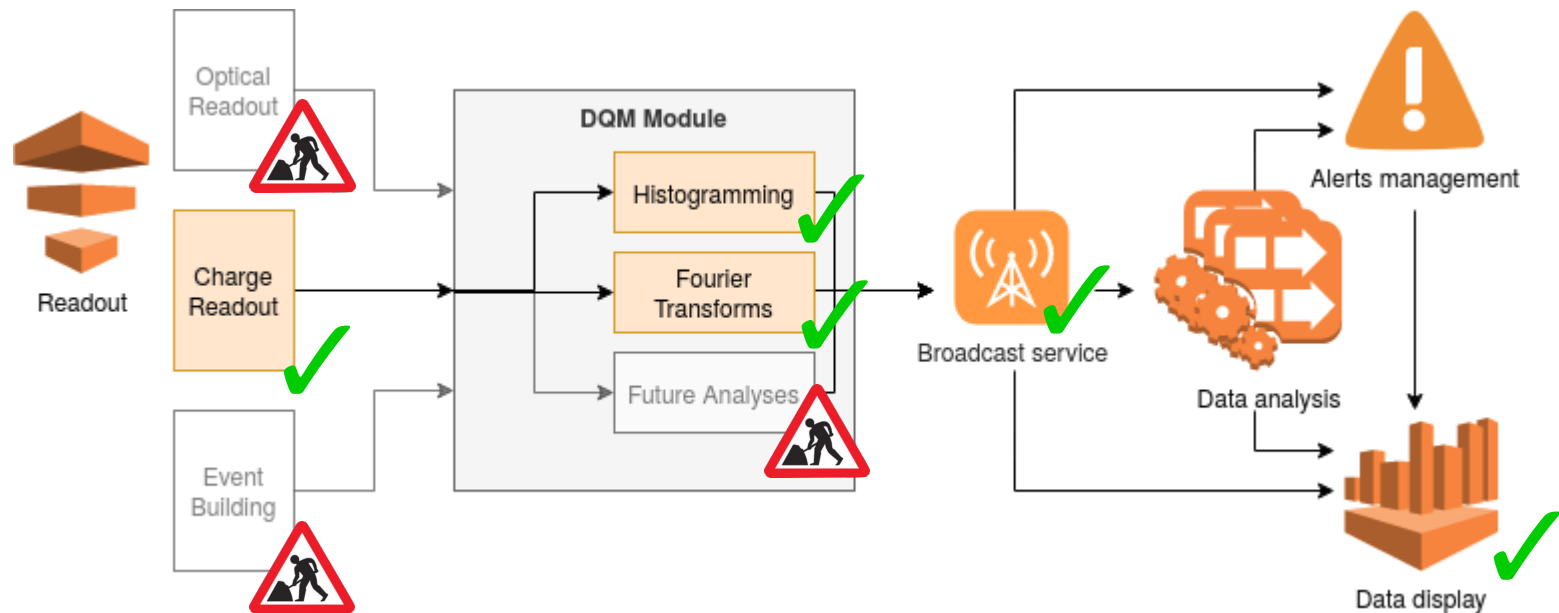 Optical
Readout
Readout
Charge
Readout
Event
Building
DQM Module
Histogramming
Fourier
Transforms
Future Analyses
Broadcast service
Data analysis
Alerts management
Data display